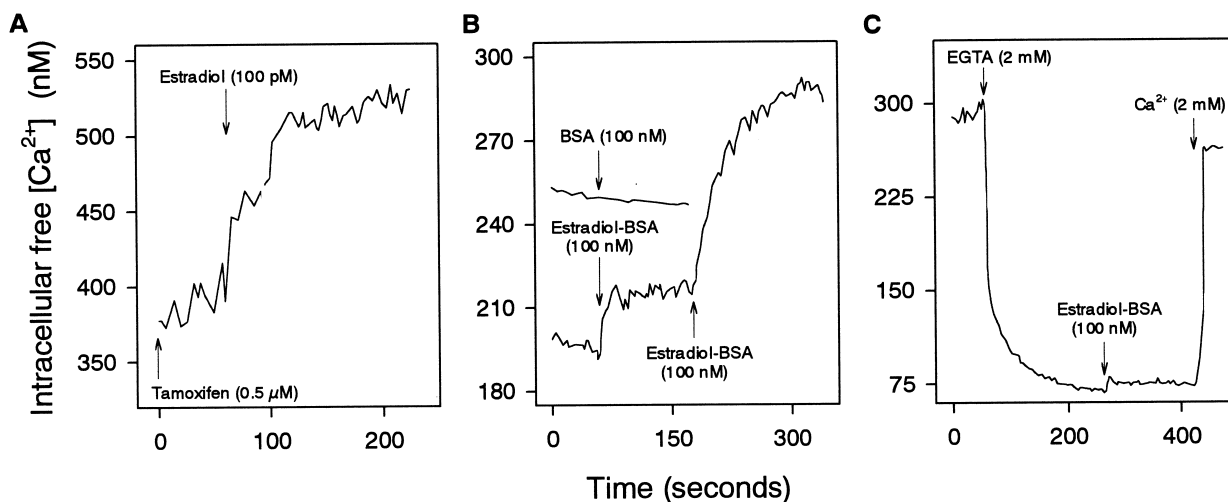 A
B
C
Intracellular free [Ca²⁺] (nM)
550
500
450
400
350
Estradiol (100 pM)
Tamoxifen (0.5 μM)
0
100
200
300
270
240
210
180
BSA (100 nM)
Estradiol-BSA
(100 nM)
Estradiol-BSA
(100 nM)
0
150
300
300
225
150
75
EGTA (2 mM)
Ca²⁺ (2 mM)
Estradiol-BSA
(100 nM)
0
200
400
Time (seconds)